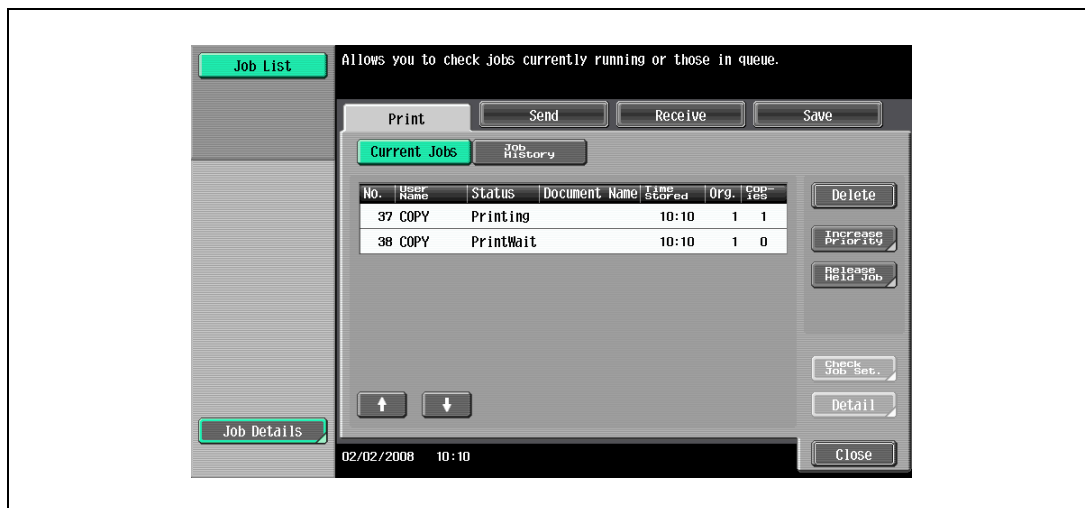 Job List
Allows you to check jobs currently running or those in queue.
Print Send Receive Save
Current Jobs Job History
No. User Name Status Document Name Time Stored Org. Cop-ies
37 COPY Printing 10:10 1 1
38 COPY PrintWait 10:10 1 0
Delete
Increase Priority
Release Held Job
Check Job Set.
Detail
Job Details
02/02/2008 10:10
Close